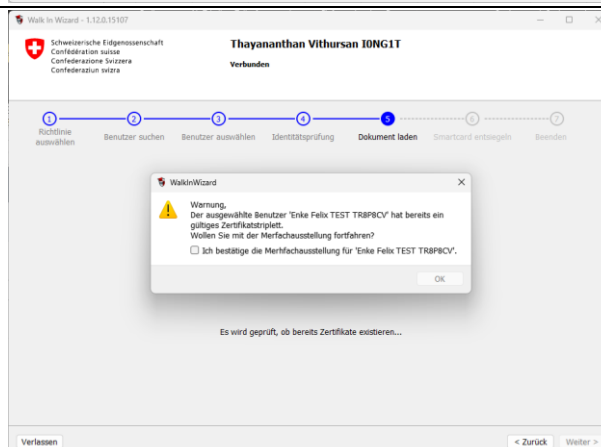 Walk In Wizard - 1.12.0.15107
Schweizerische Eidgenossenschaft
Confédération suisse
Confederazione Svizzera
Confederaziun svizra
Thayananthan Vithursan I0NG1T
Verbunden
1 2 3 4 5 6 7
Richtlinie
auswählen
Benutzer suchen
Benutzer auswählen
Identitätsprüfung
Dokument laden
Smartcard entsiegeln
Beenden
WalkInWizard
Warnung,
Der ausgewählte Benutzer 'Enke Felix TEST TR8P8CV' hat bereits ein
gültiges Zertifikatstriplett.
Wollen Sie mit der Merfachausstellung fortfahren?
Ich bestätige die Merhfachausstellung für 'Enke Felix TEST TR8P8CV'.
OK
Es wird geprüft, ob bereits Zertifikate existieren...
Verlassen
< Zurück
Weiter >